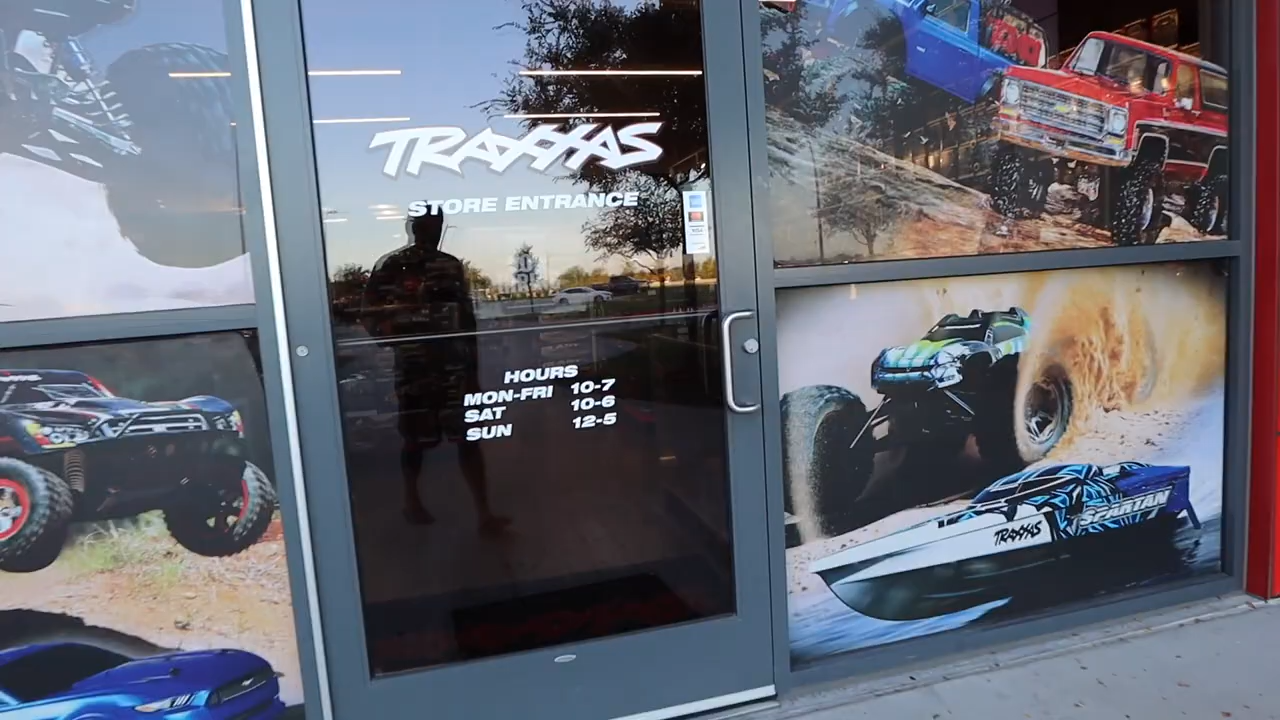 TRAXXAS
STORE ENTRANCE
HOURS
MON-FRI 10-7
SAT 10-6
SUN 12-5
TRAXXAS
SPARTAN